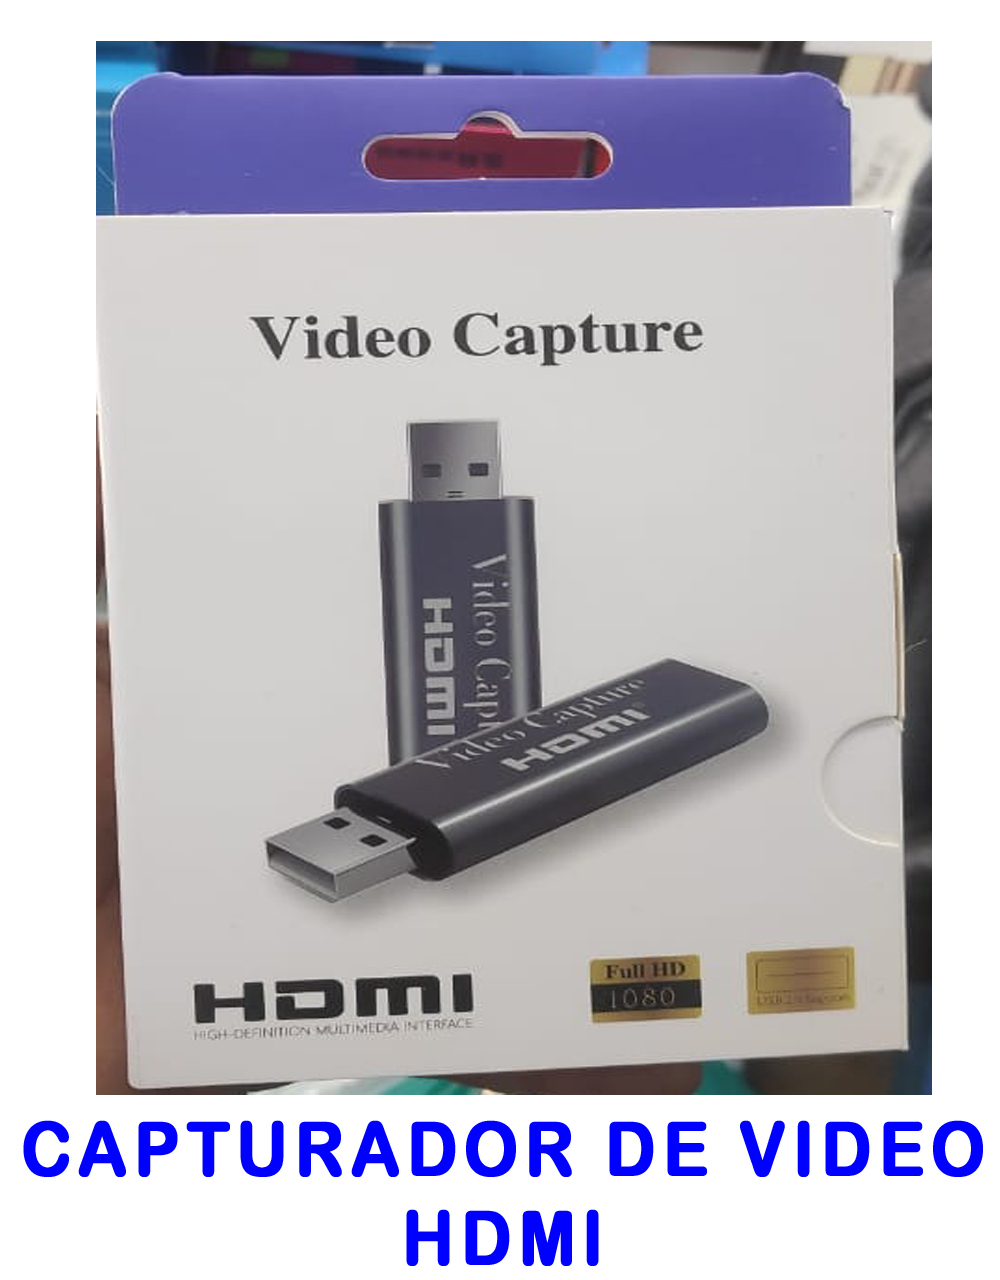 Video Capture
HDMI
Video Capt
Video Capture
HDMI
HDMI
HIGH-DEFINITION MULTIMEDIA INTERFACE
Full HD
1080
CAPTURADOR DE VIDEO
HDMI